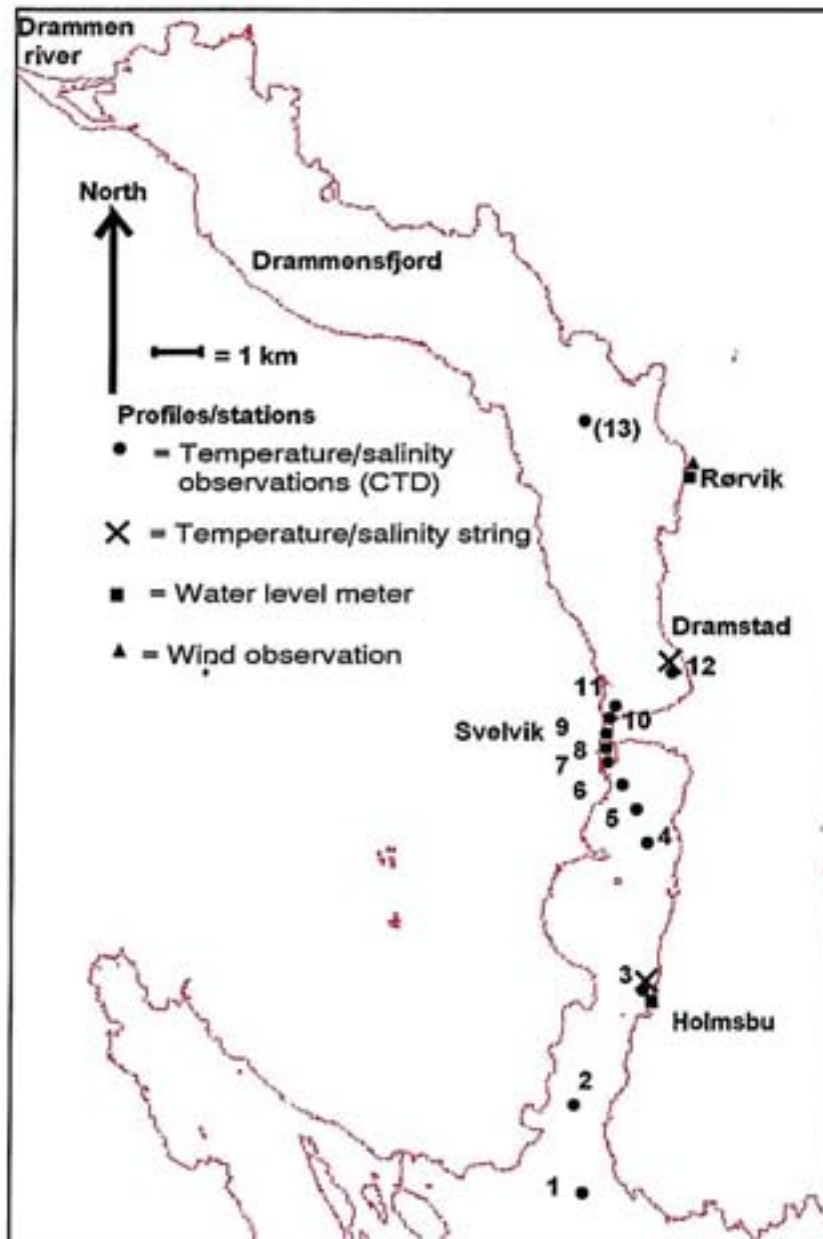 Drammen
river
North
Drammensfjord
= 1 km
Profiles/stations
= Temperature/salinity
observations (CTD)
(13)
Rørvik
= Temperature/salinity string
= Water level meter
Dramstad
= Wind observation
12
11
10
Svelvik
9
8
7
6
5
4
3
Holmsbu
2
1